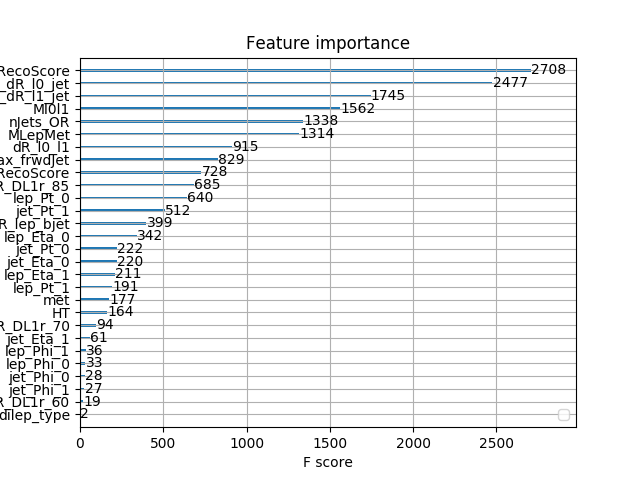 Feature importance
RecoScore 2708
dR_l0_jet 2477
dR_l1_jet 1745
Ml0l1 1562
nJets_OR 1338
MLepMet 1314
dR_l0_l1 915
ax_frwdjet 829
RecoScore 728
R_DL1r_85 685
lep_Pt_0 640
jet_Pt_1 512
R_lep_bjet 399
lep_Eta_0 342
jet_Pt_0 222
jet_Eta_0 220
lep_Eta_1 211
lep_Pt_1 191
met 177
HT 164
R_DL1r_70 94
jet_Eta_1 61
lep_Phi_1 36
lep_Phi_0 33
jet_Phi_0 28
jet_Phi_1 27
R_DL1r_60 19
dilep_type 2
0 500 1000 1500 2000 2500
F score